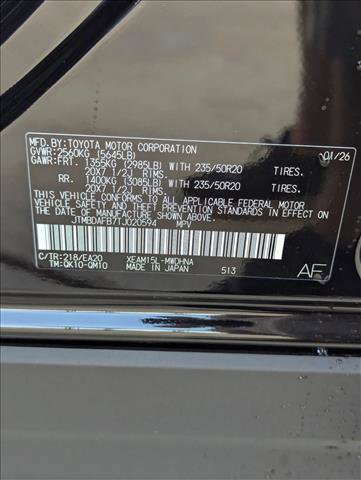 MFD.BY:TOYOTA MOTOR CORPORATION 01/26
GVWR:2560KG (5645LB)
GAWR:FRT. 1355KG (2985LB) WITH 235/50R20 TIRES.
20X7 1/2J RIMS.
RR. 1400KG (3085LB) WITH 235/50R20 TIRES.
20X7 1/2J RIMS.
THIS VEHICLE CONFORMS TO ALL APPLICABLE FEDERAL MOTOR
VEHICLE SAFETY, BUMPER, AND THEFT PREVENTION STANDARDS IN
EFFECT ON THE DATE OF MANUFACTURE SHOWN ABOVE.
JTMBDAFB7TJ020594 MPV
C/TR:218/EA20 XEAM15L-MWDHNA
TM:QK10-QM10 MADE IN JAPAN 513 AF